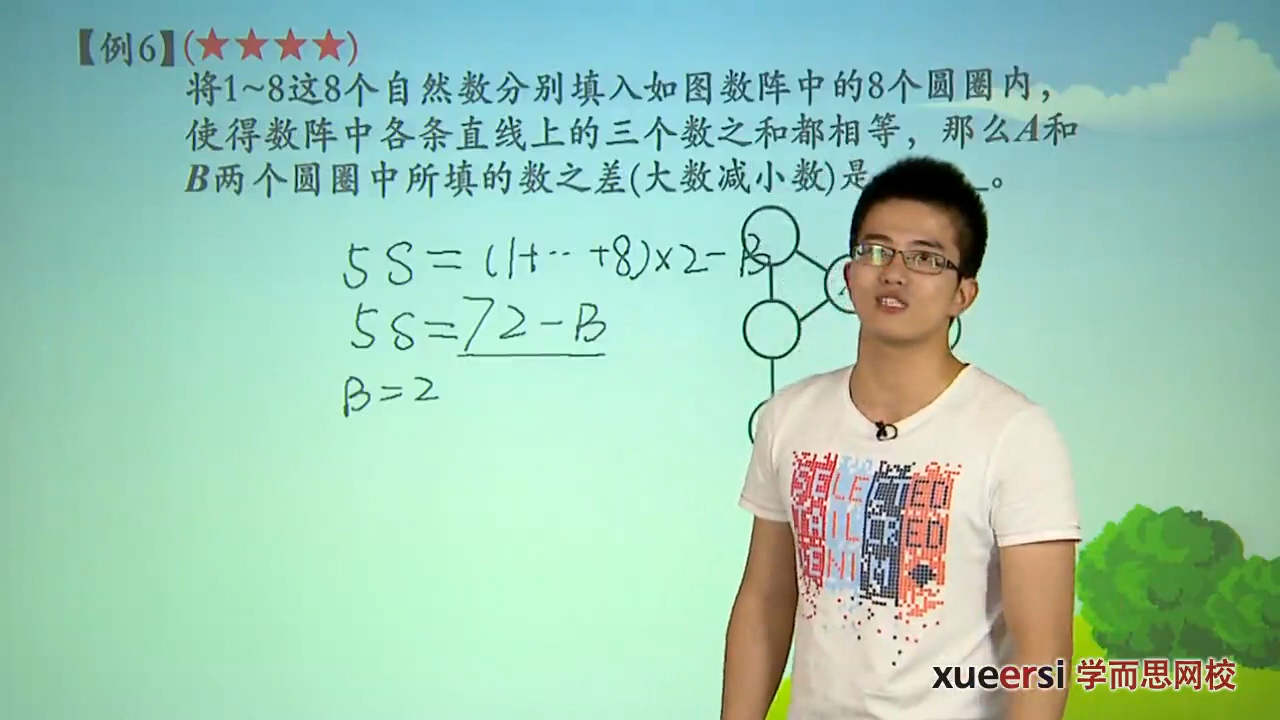 【例6】(★★★★)
将1~8这8个自然数分别填入如图数阵中的8个圆圈内，
使得数阵中各条直线上的三个数之和都相等，那么A和
B两个圆圈中所填的数之差(大数减小数)是 _。
5S=(1+…+8)×2-B
5S=72-B
B=2
SELECTED
xueersi 学而思网校